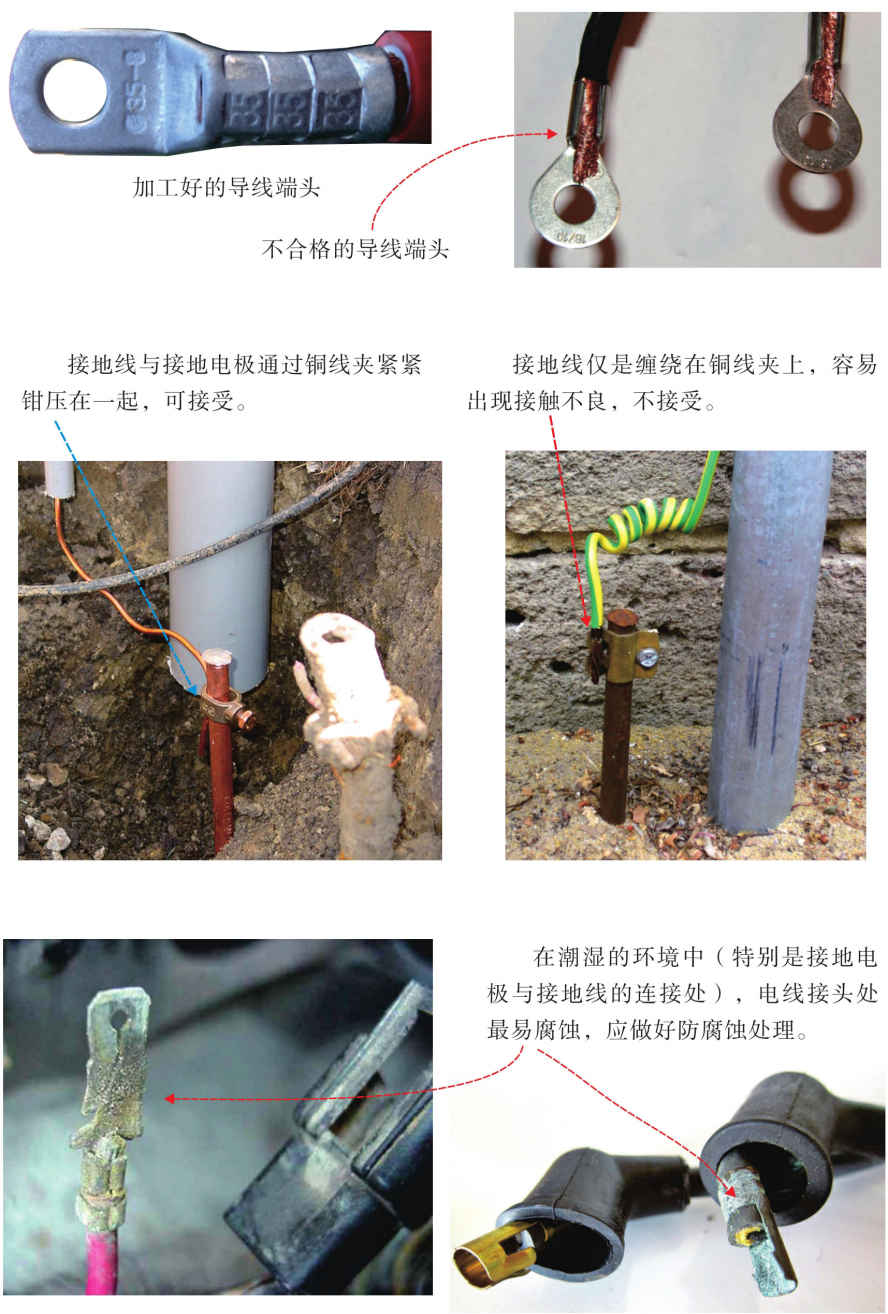 35-8
35 35 35
加工好的导线端头
不合格的导线端头
16/10
接地线与接地电极通过铜线夹紧紧
钳压在一起，可接受。
接地线仅是缠绕在铜线夹上，容易
出现接触不良，不接受。
在潮湿的环境中（特别是接地电
极与接地线的连接处），电线接头处
最易腐蚀，应做好防腐蚀处理。